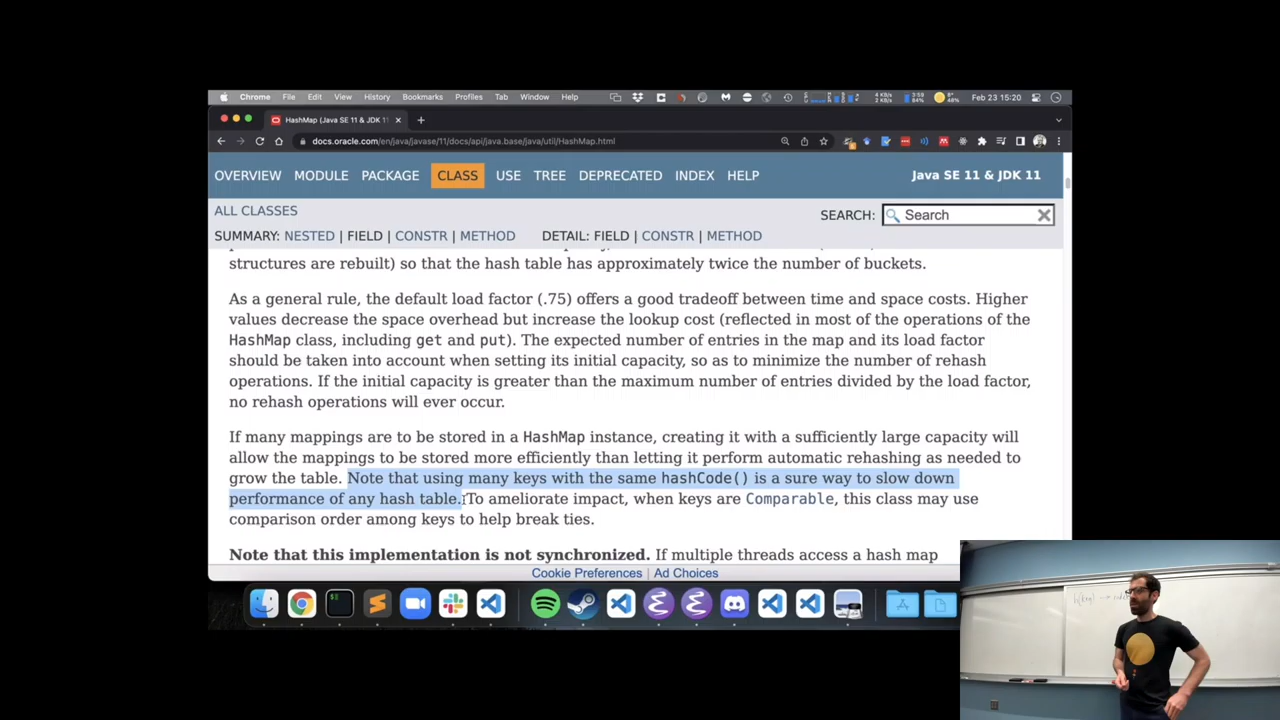 Chrome File Edit View History Bookmarks Profiles Tab Window Help
Feb 23 15:20
HashMap (Java SE 11 & JDK 11
docs.oracle.com/en/java/javase/11/docs/api/java.base/java/util/HashMap.html
OVERVIEW MODULE PACKAGE CLASS USE TREE DEPRECATED INDEX HELP Java SE 11 & JDK 11
ALL CLASSES
SEARCH: Search
SUMMARY: NESTED | FIELD | CONSTR | METHOD DETAIL: FIELD | CONSTR | METHOD
structures are rebuilt) so that the hash table has approximately twice the number of buckets.
As a general rule, the default load factor (.75) offers a good tradeoff between time and space costs. Higher
values decrease the space overhead but increase the lookup cost (reflected in most of the operations of the
HashMap class, including get and put). The expected number of entries in the map and its load factor
should be taken into account when setting its initial capacity, so as to minimize the number of rehash
operations. If the initial capacity is greater than the maximum number of entries divided by the load factor,
no rehash operations will ever occur.
If many mappings are to be stored in a HashMap instance, creating it with a sufficiently large capacity will
allow the mappings to be stored more efficiently than letting it perform automatic rehashing as needed to
grow the table. Note that using many keys with the same hashCode() is a sure way to slow down
performance of any hash table. To ameliorate impact, when keys are Comparable, this class may use
comparison order among keys to help break ties.
Note that this implementation is not synchronized. If multiple threads access a hash map
Cookie Preferences | Ad Choices
h(key)